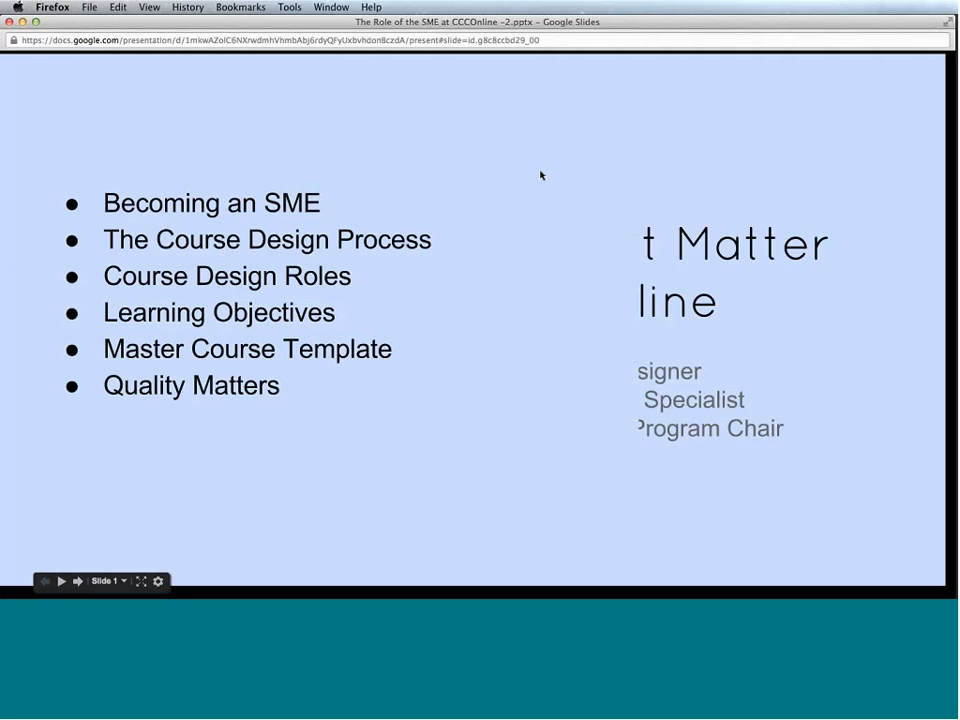 Firefox File Edit View History Bookmarks Tools Window Help
The Role of the SME at CCCOnline -2.pptx - Google Slides
https://docs.google.com/presentation/d/1mkwAZolC6NXrwdmhVhmbAbj6rdyQFyUxbvhdon8czdA/present#slide=id.g8c8ccbd29_00
● Becoming an SME
● The Course Design Process
● Course Design Roles
● Learning Objectives
● Master Course Template
● Quality Matters
t Matter
line
signer
Specialist
Program Chair
Slide 1